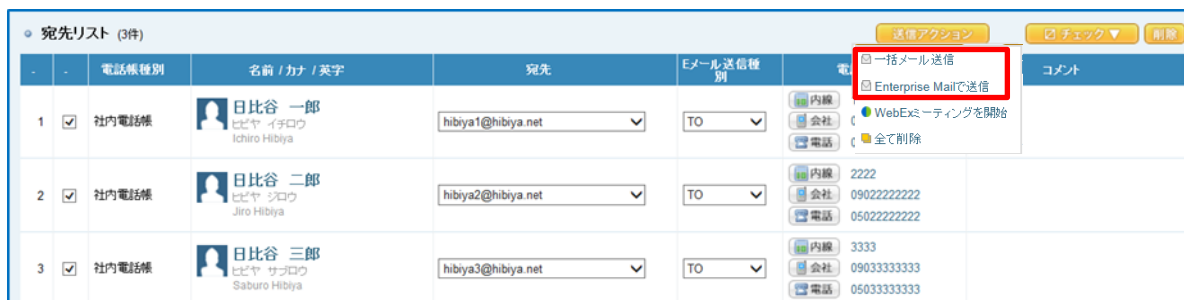 宛先リスト (3件)
送信アクション
チェック▼
削除
- - 電話帳種別 名前 / カナ / 英字 宛先 Eメール送信種別 コメント
一括メール送信
Enterprise Mailで送信
WebExミーティングを開始
全て削除
1 社内電話帳 日比谷 一郎 hibiya1@hibiya.net TO 内線
ヒビヤ イチロウ 会社
Ichiro Hibiya 電話
2 社内電話帳 日比谷 二郎 hibiya2@hibiya.net TO 内線 2222
ヒビヤ ジロウ 会社 09022222222
Jiro Hibiya 電話 05022222222
3 社内電話帳 日比谷 三郎 hibiya3@hibiya.net TO 内線 3333
ヒビヤ サブロウ 会社 09033333333
Saburo Hibiya 電話 05033333333